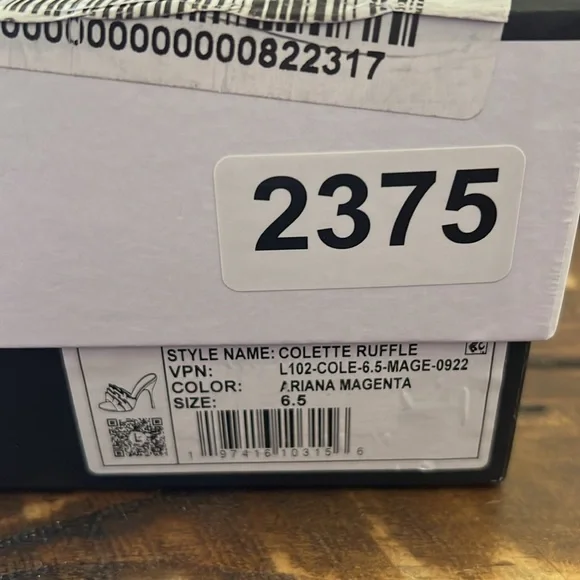 000000000000822317
2375
STYLE NAME: COLETTE RUFFLE
VPN: L102-COLE-6.5-MAGE-0922
COLOR: ARIANA MAGENTA
SIZE: 6.5
1 97416 10315 6